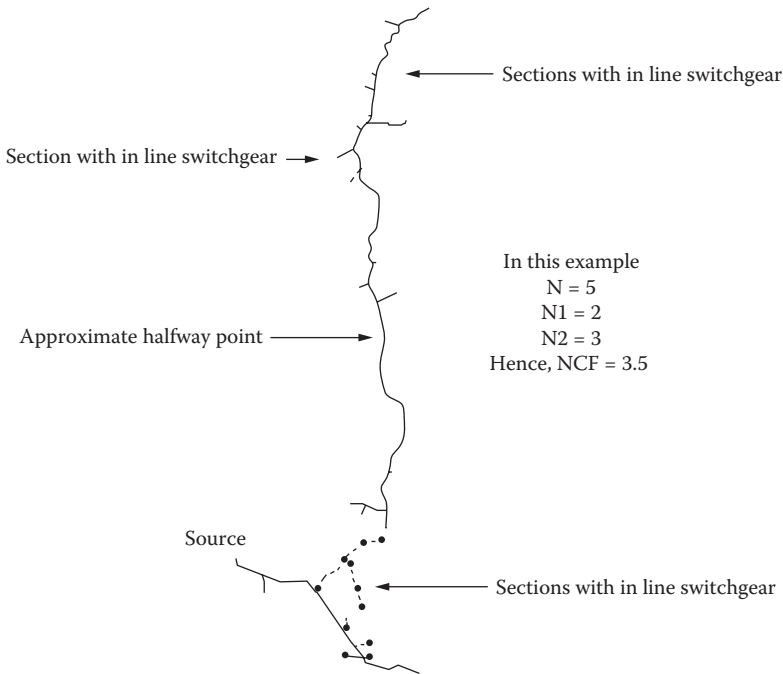 Sections with in line switchgear
Section with in line switchgear
In this example
N = 5
N1 = 2
N2 = 3
Hence, NCF = 3.5
Approximate halfway point
Source
Sections with in line switchgear